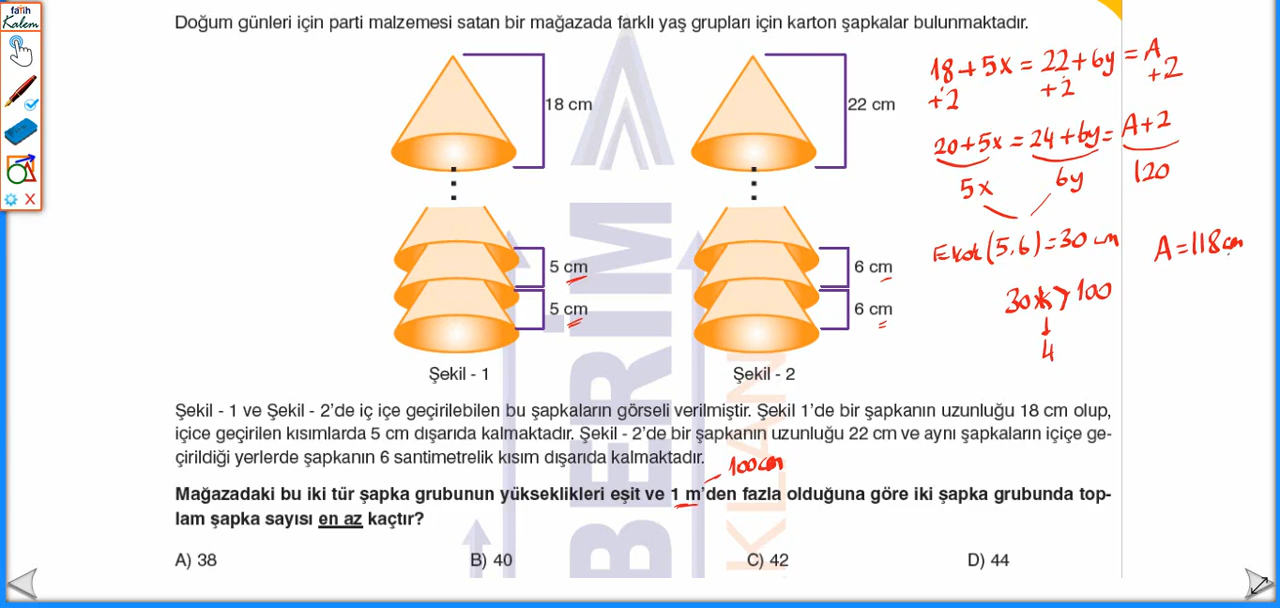 fatih
Kalem
Doğum günleri için parti malzemesi satan bir mağazada farklı yaş grupları için karton şapkalar bulunmaktadır.
18 cm
22 cm
5 cm
5 cm
6 cm
6 cm
Şekil - 1
Şekil - 2
18+5x = 22+6y = A
+2 +2 +2
20+5x = 24+6y = A+2
5x 6y 120
Ekok(5,6)=30 cm
A=118cm
30k>100
4
Şekil - 1 ve Şekil - 2’de iç içe geçirilebilen bu şapkaların görseli verilmiştir. Şekil 1’de bir şapkanın uzunluğu 18 cm olup,
içice geçirilen kısımlarda 5 cm dışarıda kalmaktadır. Şekil - 2’de bir şapkanın uzunluğu 22 cm ve aynı şapkaların içiçe ge-
çirildiği yerlerde şapkanın 6 santimetrelik kısım dışarıda kalmaktadır.
100cm
Mağazadaki bu iki tür şapka grubunun yükseklikleri eşit ve 1 m’den fazla olduğuna göre iki şapka grubunda top-
lam şapka sayısı en az kaçtır?
A) 38 B) 40 C) 42 D) 44
BERİM
KLAN